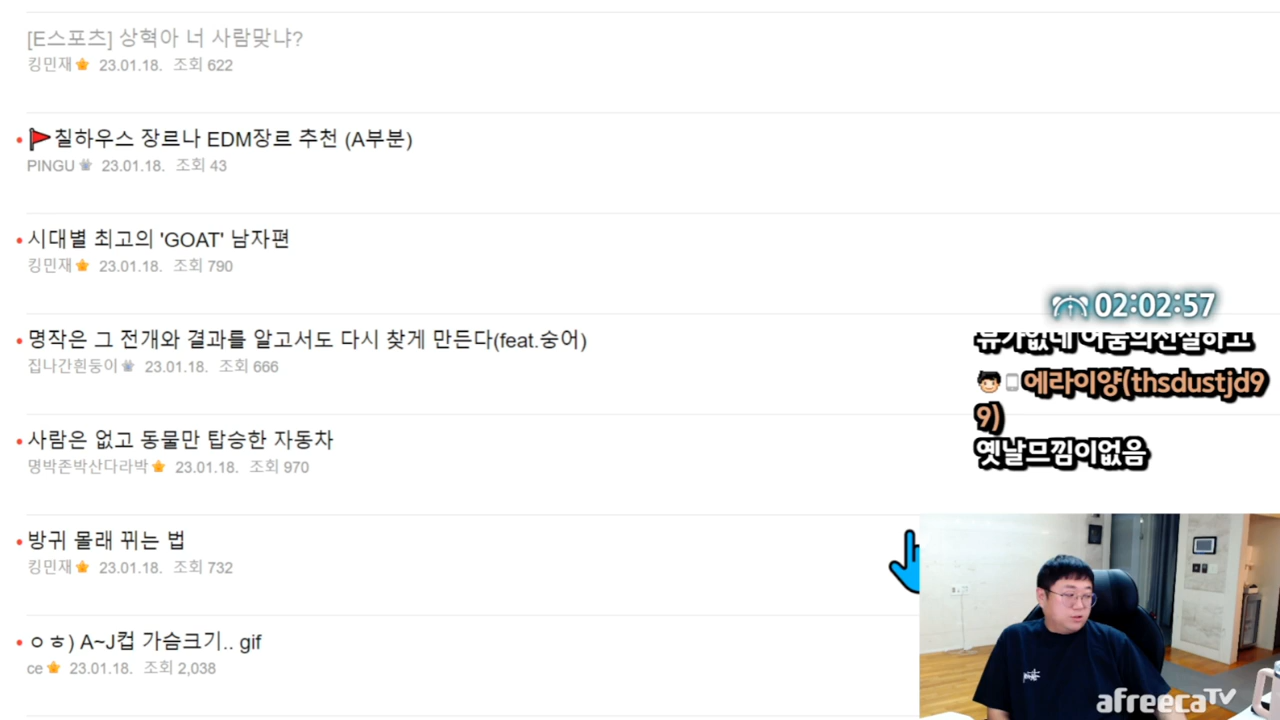 [E스포츠] 상혁아 너 사람맞냐?
킹민재 23.01.18. 조회 622
칠하우스 장르나 EDM장르 추천 (A부분)
PINGU 23.01.18. 조회 43
시대별 최고의 'GOAT' 남자편
킹민재 23.01.18. 조회 790
명작은 그 전개와 결과를 알고서도 다시 찾게 만든다(feat.숭어)
집나간흰둥이 23.01.18. 조회 666
사람은 없고 동물만 탑승한 자동차
명박존박산다라박 23.01.18. 조회 970
방귀 몰래 뀌는 법
킹민재 23.01.18. 조회 732
ㅇㅎ) A~J컵 가슴크기.. gif
ce 23.01.18. 조회 2,038
02:02:57
에라이양(thsdustjd9
9)
옛날므낌이없음
afreecaTV